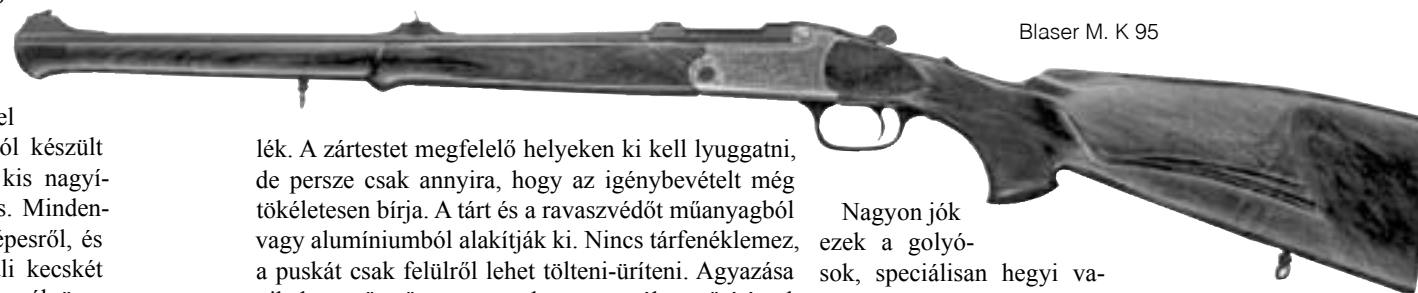 Blaser M. K 95
el
ól készült
kis nagyí-
s. Minden-
épesről, és
li kecskét
lék. A zártestet megfelelő helyeken ki kell lyuggatni,
de persze csak annyira, hogy az igénybevételt még
tökéletesen bírja. A tárt és a ravaszvédőt műanyagból
vagy alumíniumból alakítják ki. Nincs tárfenéklemez,
a puskát csak felülről lehet tölteni-üríteni. Agyazása
Nagyon jók
ezek a golyó-
sok, speciálisan hegyi va-